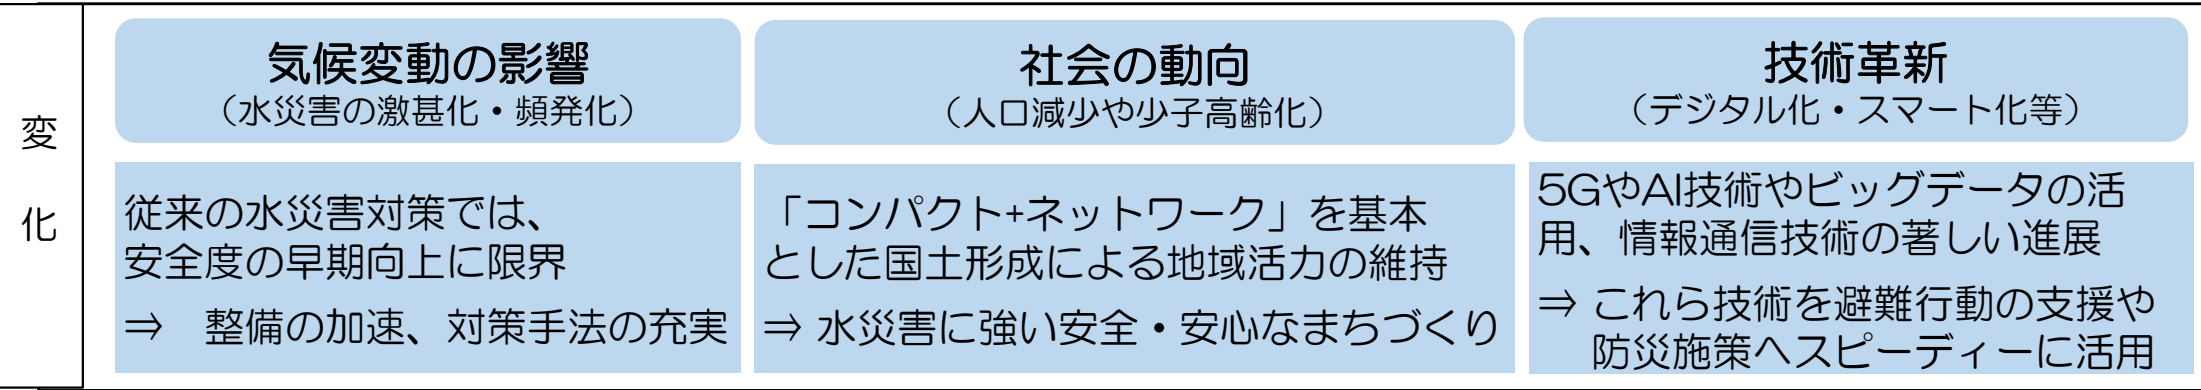 変
化
気候変動の影響
（水災害の激甚化・頻発化）
従来の水災害対策では、
安全度の早期向上に限界
⇒　整備の加速、対策手法の充実
社会の動向
（人口減少や少子高齢化）
「コンパクト+ネットワーク」を基本
とした国土形成による地域活力の維持
⇒ 水災害に強い安全・安心なまちづくり
技術革新
（デジタル化・スマート化等）
5GやAI技術やビッグデータの活
用、情報通信技術の著しい進展
⇒ これら技術を避難行動の支援や
防災施策へスピーディーに活用